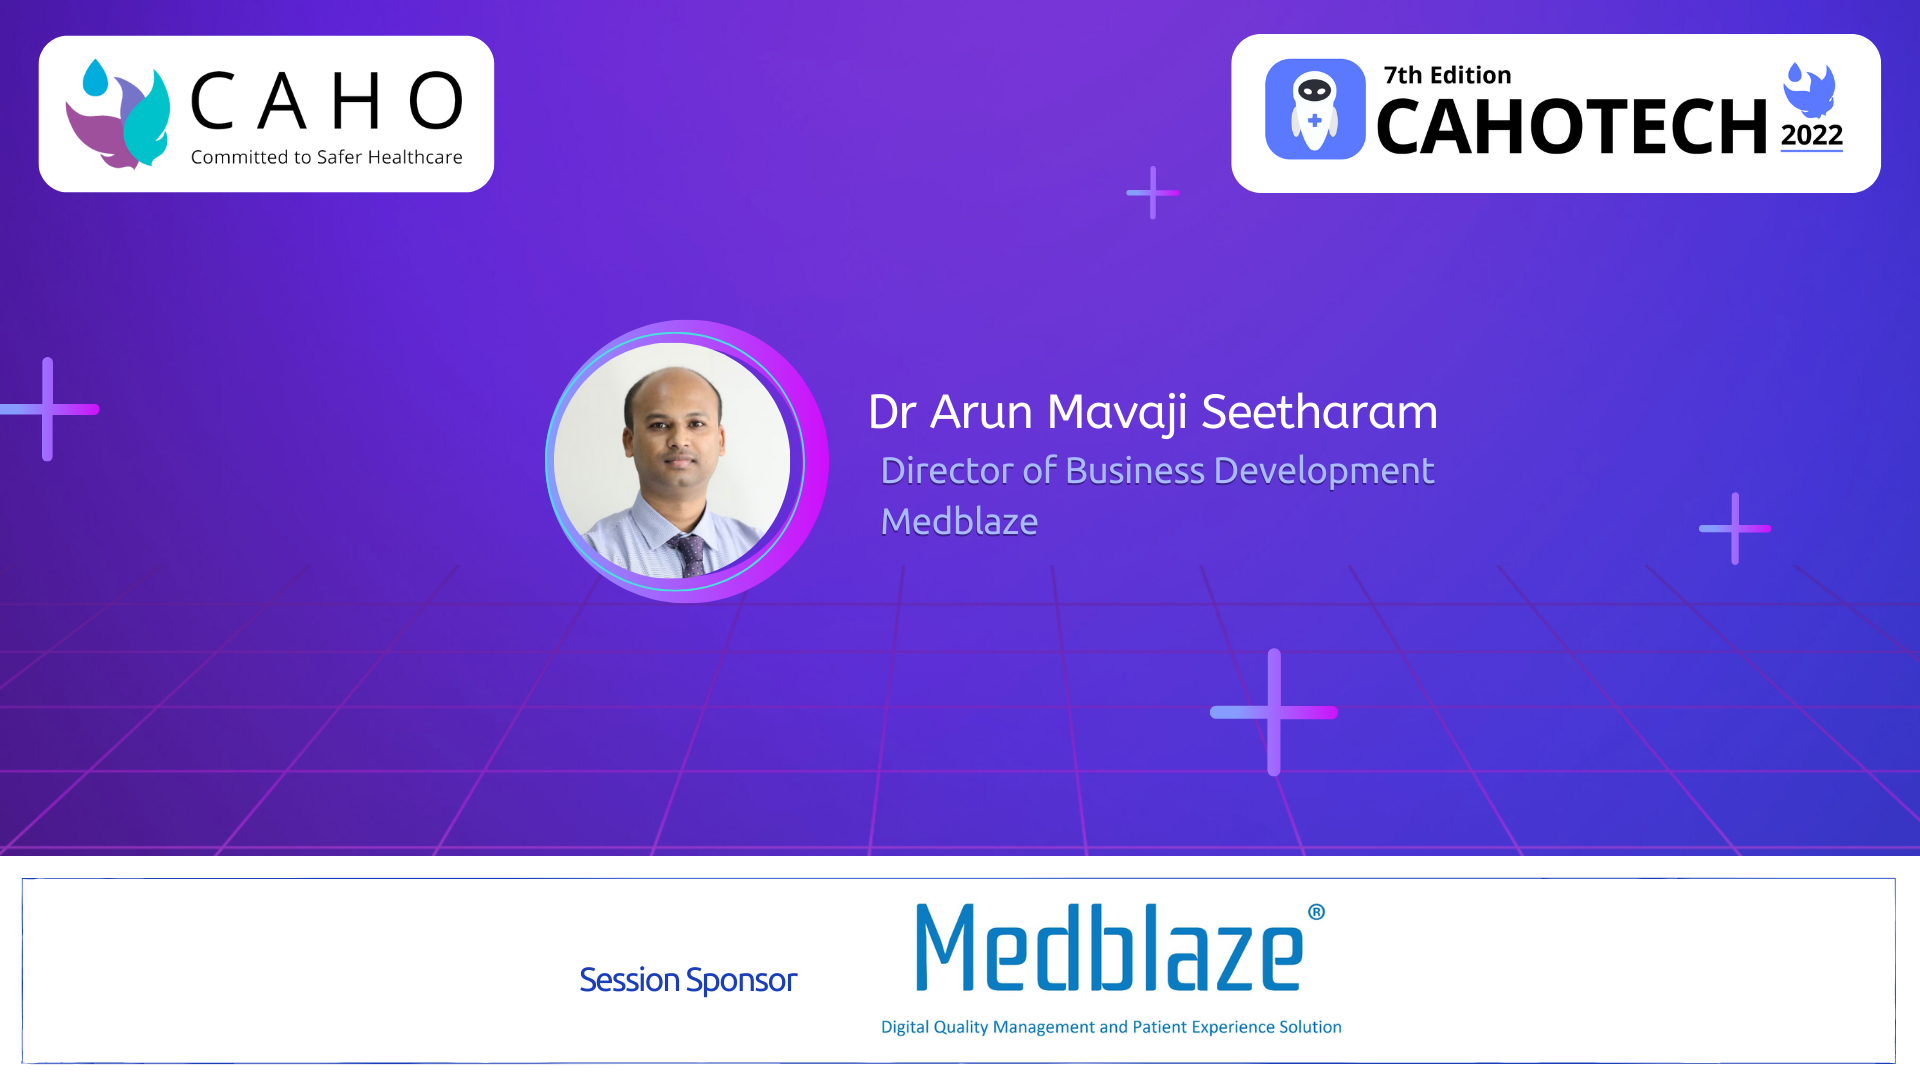 CAHO
Committed to Safer Healthcare
7th Edition
CAHOTECH
2022
Dr Arun Mavaji Seetharam
Director of Business Development
Medblaze
Session Sponsor
Medblaze®
Digital Quality Management and Patient Experience Solution